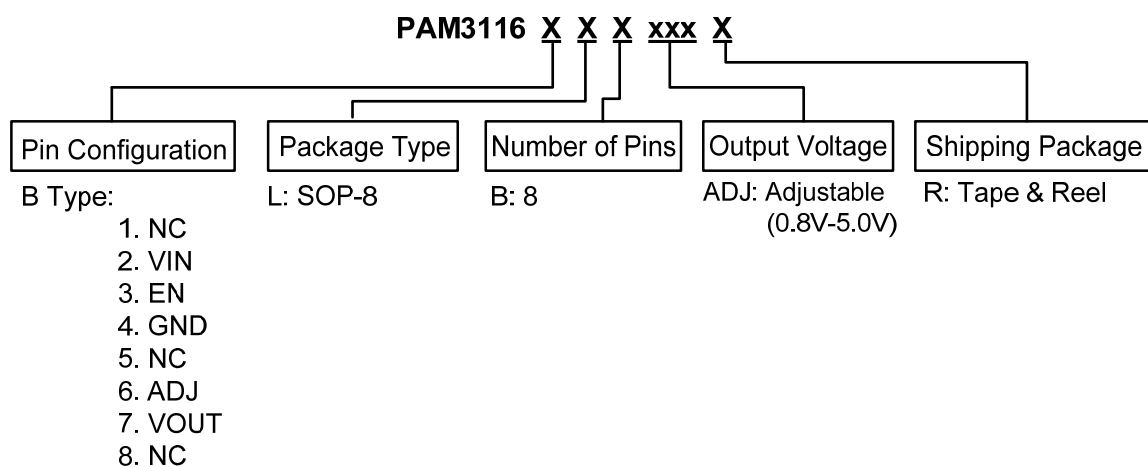 PAM3116 X X X xxx X
Pin Configuration
Package Type
Number of Pins
Output Voltage
Shipping Package
B Type:
1. NC
2. VIN
3. EN
4. GND
5. NC
6. ADJ
7. VOUT
8. NC
L: SOP-8
B: 8
ADJ: Adjustable
(0.8V-5.0V)
R: Tape & Reel